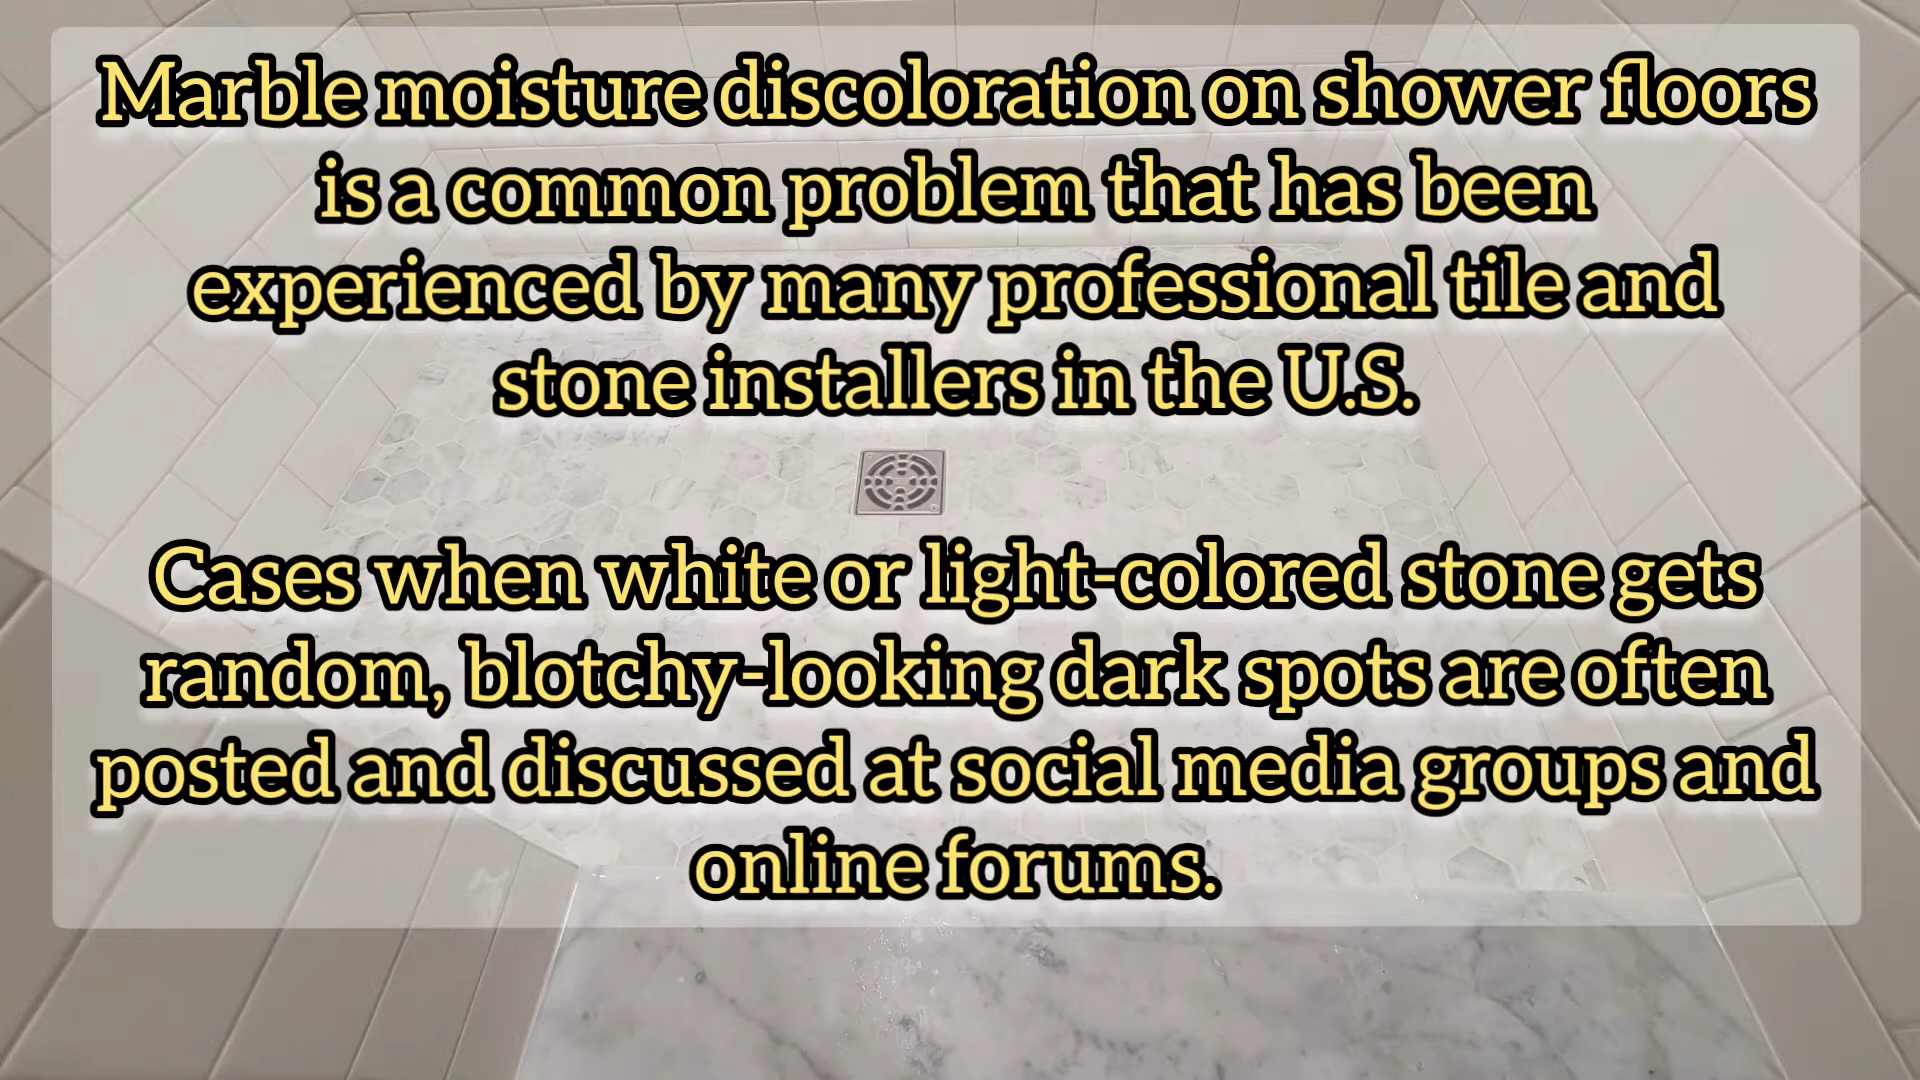 Marble moisture discoloration on shower floors
is a common problem that has been
experienced by many professional tile and
stone installers in the U.S.
Cases when white or light-colored stone gets
random, blotchy-looking dark spots are often
posted and discussed at social media groups and
online forums.